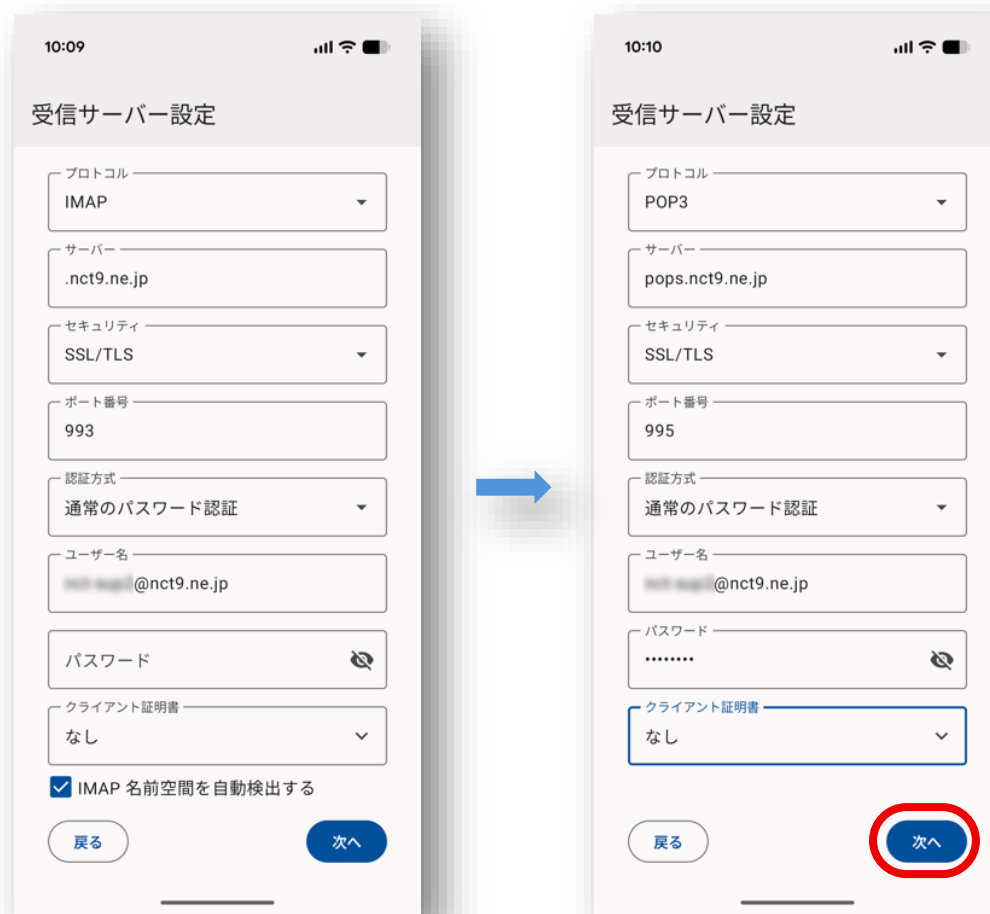 10:09
受信サーバー設定
プロトコル
IMAP
サーバー
.nct9.ne.jp
セキュリティ
SSL/TLS
ポート番号
993
認証方式
通常のパスワード認証
ユーザー名
@nct9.ne.jp
パスワード
クライアント証明書
なし
IMAP 名前空間を自動検出する
戻る
次へ
10:10
受信サーバー設定
プロトコル
POP3
サーバー
pops.nct9.ne.jp
セキュリティ
SSL/TLS
ポート番号
995
認証方式
通常のパスワード認証
ユーザー名
@nct9.ne.jp
パスワード
••••••••
クライアント証明書
なし
戻る
次へ